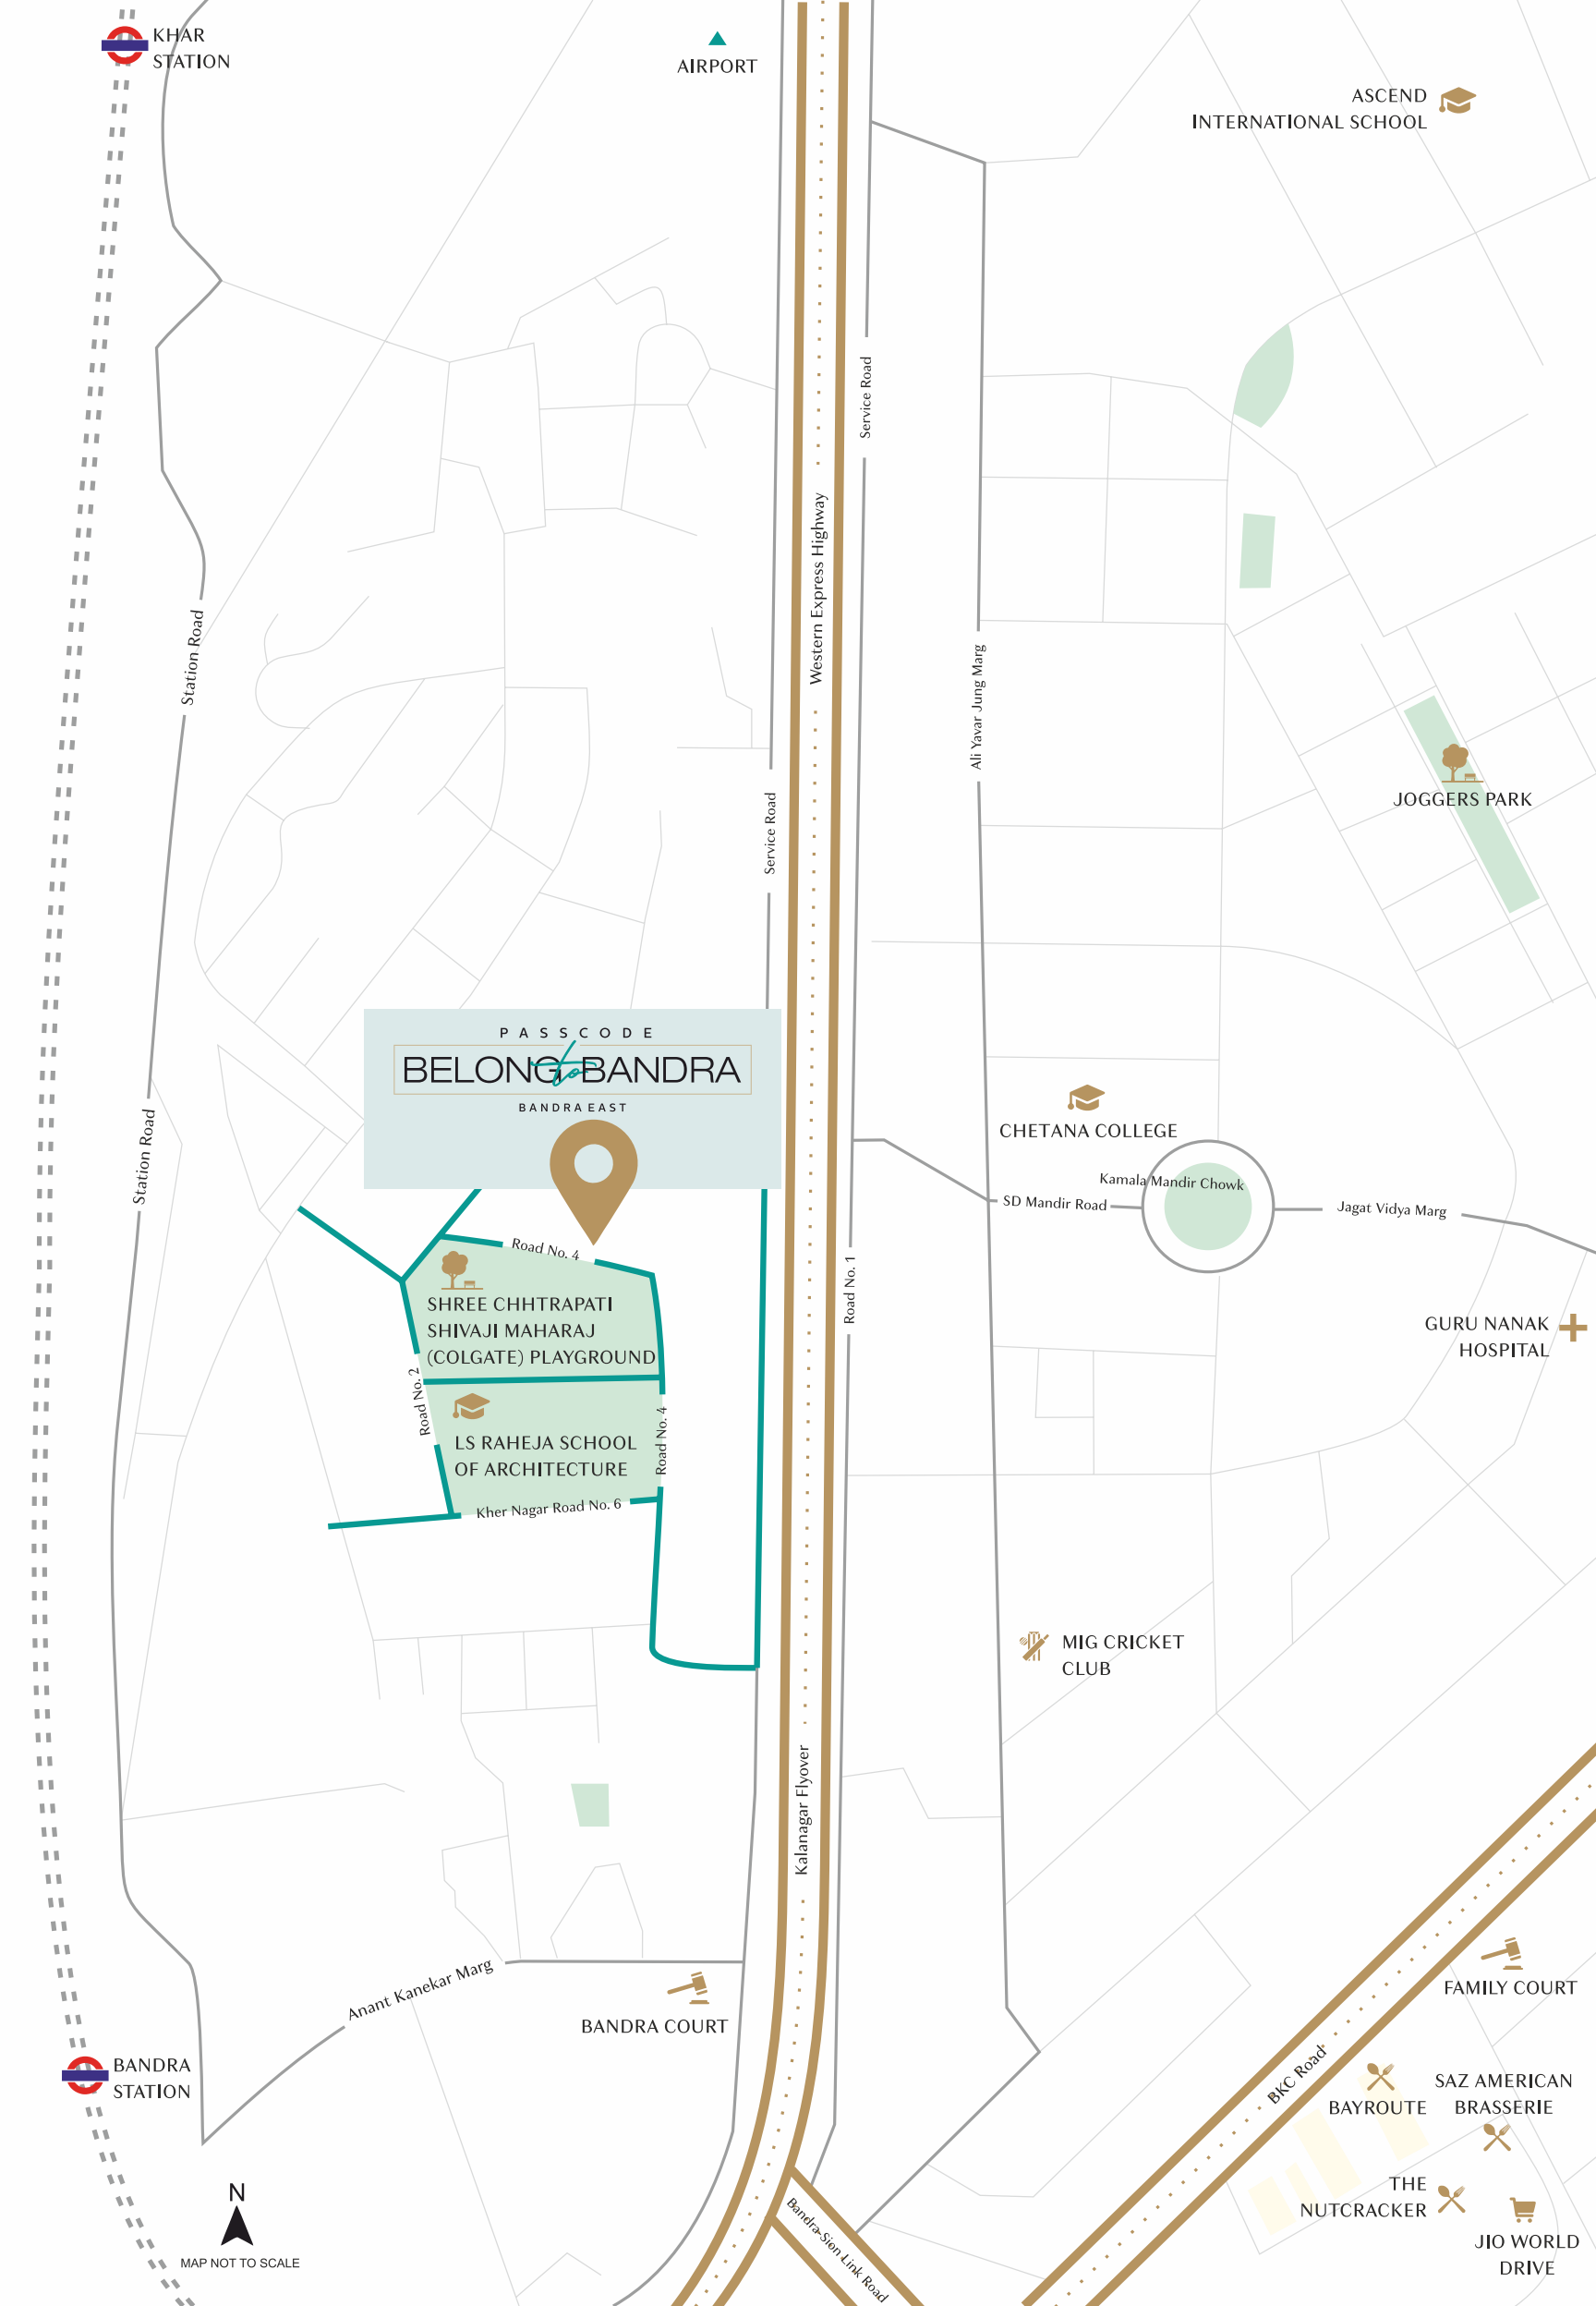 KHAR
STATION
AIRPORT
ASCEND
INTERNATIONAL SCHOOL
Service Road
Western Express Highway
Station Road
Ali Yavar Jung Marg
JOGGERS PARK
Service Road
PASSCODE
BELONG to BANDRA
BANDRA EAST
Station Road
CHETANA COLLEGE
Kamala Mandir Chowk
SD Mandir Road
Jagat Vidya Marg
Road No. 4
Road No. 1
SHREE CHHTRAPATI
SHIVAJI MAHARAJ
(COLGATE) PLAYGROUND
GURU NANAK
HOSPITAL
Road No. 2
Road No. 4
LS RAHEJA SCHOOL
OF ARCHITECTURE
Kher Nagar Road No. 6
MIG CRICKET
CLUB
Kalanagar Flyover
Anant Kanekar Marg
BANDRA COURT
FAMILY COURT
BANDRA
STATION
BKC Road
BAYROUTE
SAZ AMERICAN
BRASSERIE
THE
NUTCRACKER
JIO WORLD
DRIVE
Bandra-Sion Link Road
N
MAP NOT TO SCALE